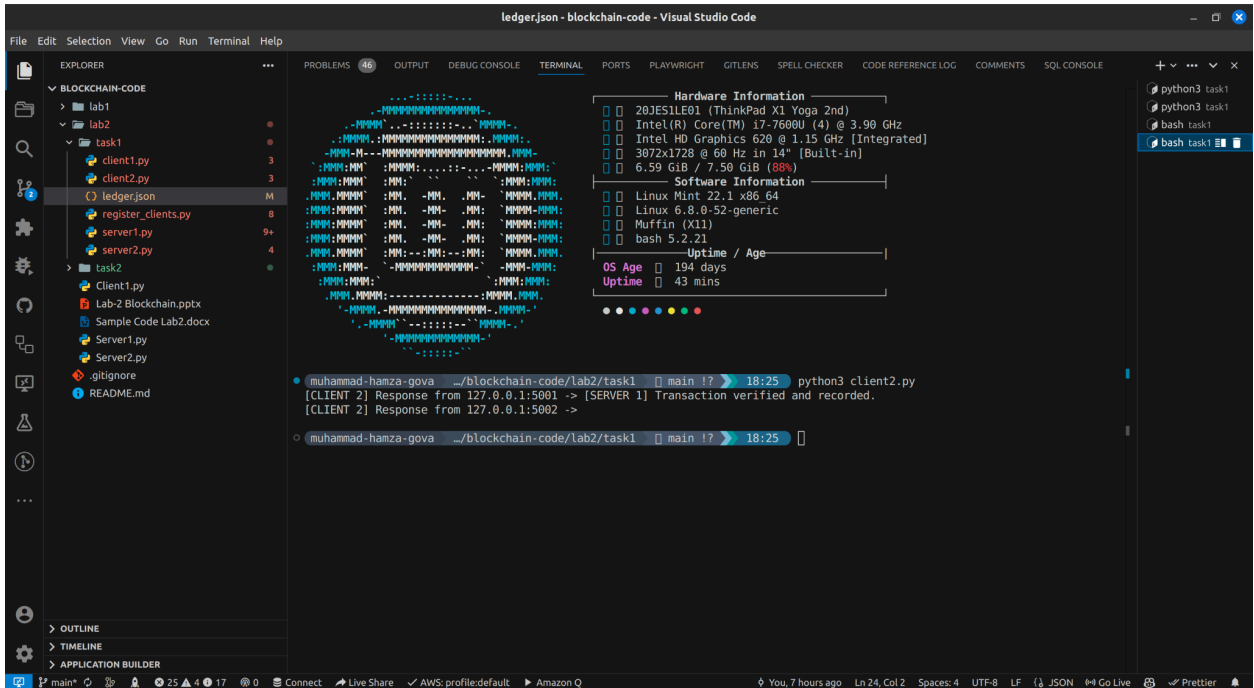 ledger.json - blockchain-code - Visual Studio Code
File Edit Selection View Go Run Terminal Help
EXPLORER
BLOCKCHAIN-CODE
lab1
lab2
task1
client1.py 3
client2.py 3
ledger.json M
register_clients.py 8
server1.py 9+
server2.py 4
task2
Client1.py
Lab-2 Blockchain.pptx
Sample Code Lab2.docx
Server1.py
Server2.py
.gitignore
README.md
OUTLINE
TIMELINE
APPLICATION BUILDER
2
PROBLEMS 46 OUTPUT DEBUG CONSOLE TERMINAL PORTS PLAYWRIGHT GITLENS SPELL CHECKER CODE REFERENCE LOG COMMENTS SQL CONSOLE
Hardware Information
20JES1LE01 (ThinkPad X1 Yoga 2nd)
Intel(R) Core(TM) i7-7600U (4) @ 3.90 GHz
Intel HD Graphics 620 @ 1.15 GHz [Integrated]
3072x1728 @ 60 Hz in 14" [Built-in]
6.59 GiB / 7.50 GiB (88%)
Software Information
Linux Mint 22.1 x86_64
Linux 6.8.0-52-generic
Muffin (X11)
bash 5.2.21
Uptime / Age
OS Age 194 days
Uptime 43 mins
muhammad-hamza-gova …/blockchain-code/lab2/task1 main !? 18:25 python3 client2.py
[CLIENT 2] Response from 127.0.0.1:5001 -> [SERVER 1] Transaction verified and recorded.
[CLIENT 2] Response from 127.0.0.1:5002 ->
muhammad-hamza-gova …/blockchain-code/lab2/task1 main !? 18:25
python3 task1
python3 task1
bash task1
bash task1
main* 25 4 17 0 Connect Live Share AWS: profile:default Amazon Q You, 7 hours ago Ln 24, Col 2 Spaces: 4 UTF-8 LF {} JSON Go Live Prettier